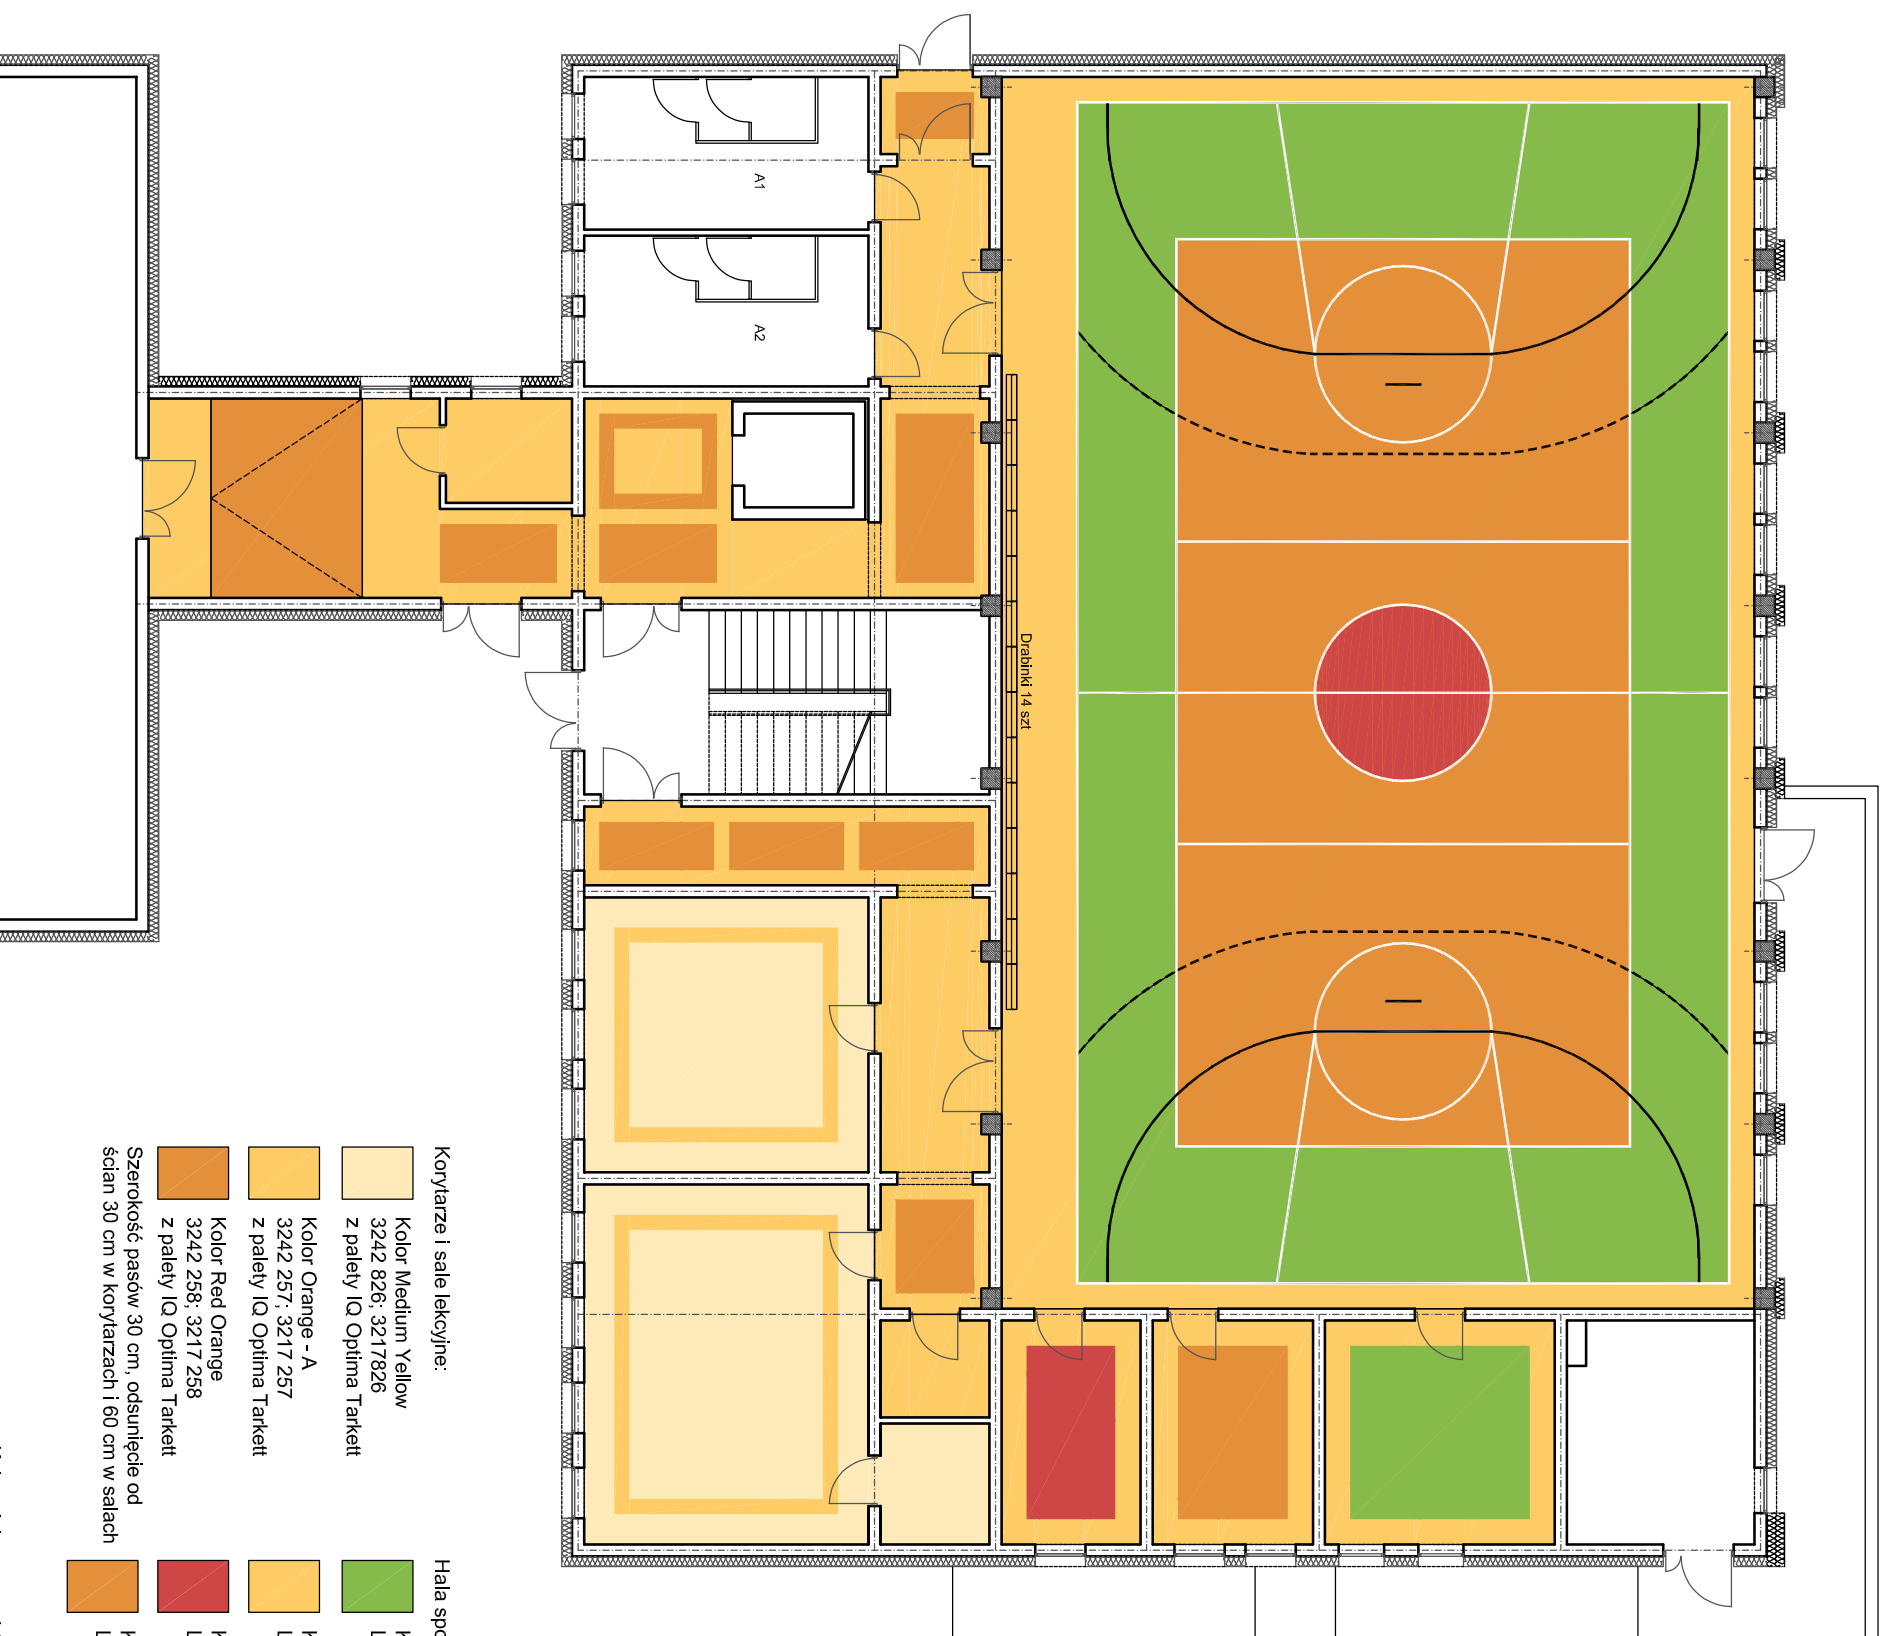 A1
A2
Drabinki 14 szt
Korytarze i sale lekcyjne:
Kolor Medium Yellow
3242 826; 3217826
z palety IQ Optima Tarkett
Kolor Orange - A
3242 257; 3217 257
z palety IQ Optima Tarkett
Kolor Red Orange
3242 258; 3217 258
z palety IQ Optima Tarkett
Szerokość pasów 30 cm, odsunięcie od
ścian 30 cm w korytarzach i 60 cm w salach
Hala